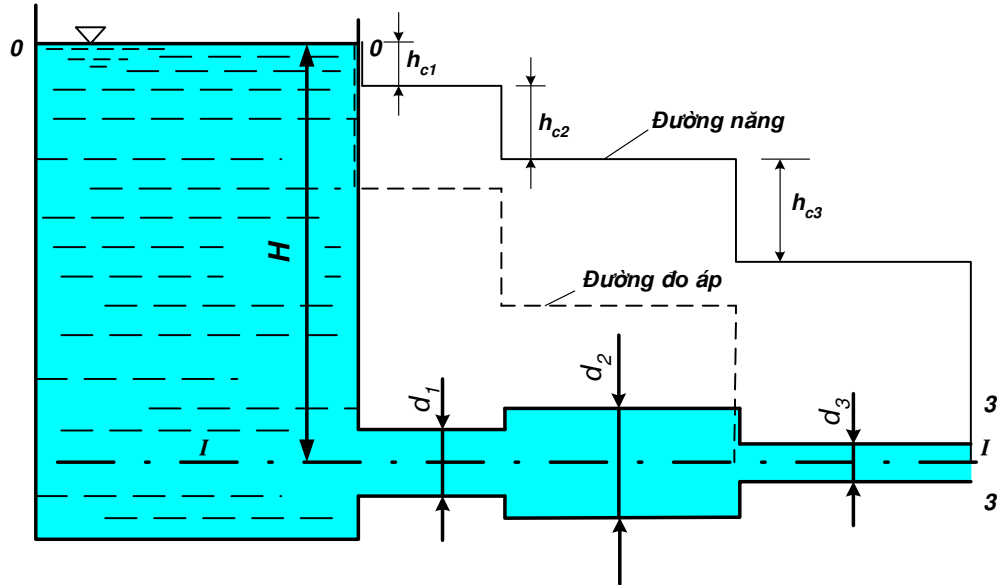 0
0
h_c1
h_c2
Đường năng
h_c3
H
Đường đo áp
d_1
d_2
d_3
3
I
I
3